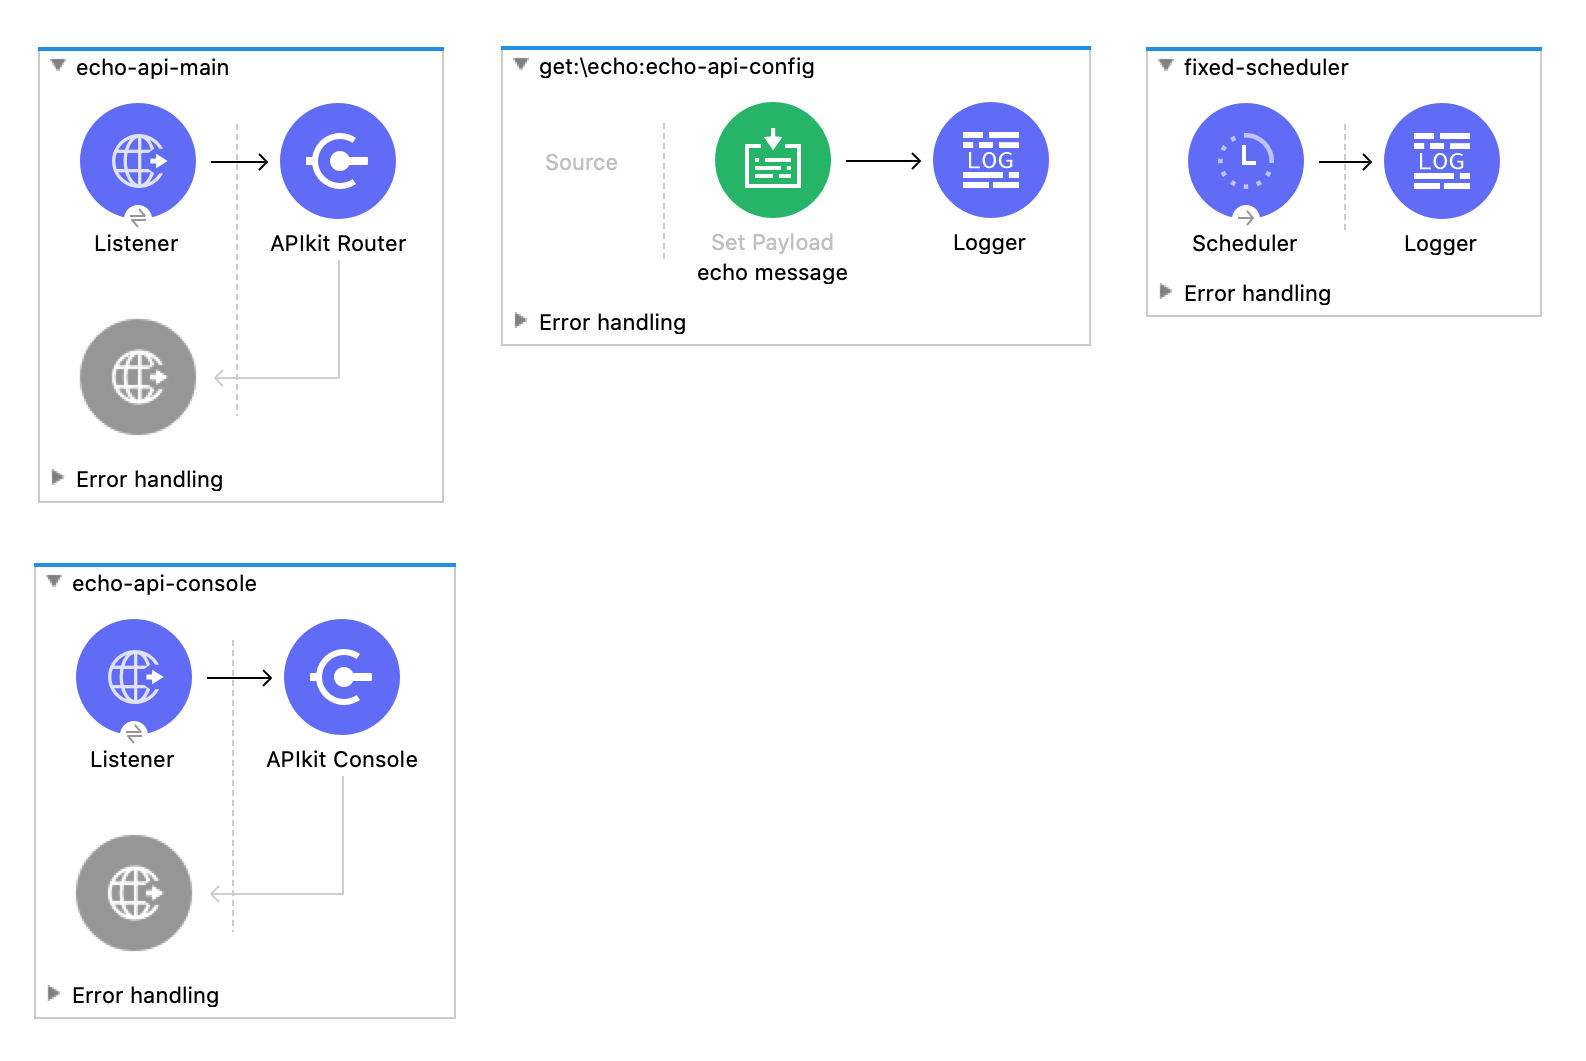 echo-api-main
Listener
APIkit Router
Error handling
get:\echo:echo-api-config
Source
Set Payload
echo message
LOG
Logger
Error handling
fixed-scheduler
Scheduler
LOG
Logger
Error handling
echo-api-console
Listener
APIkit Console
Error handling